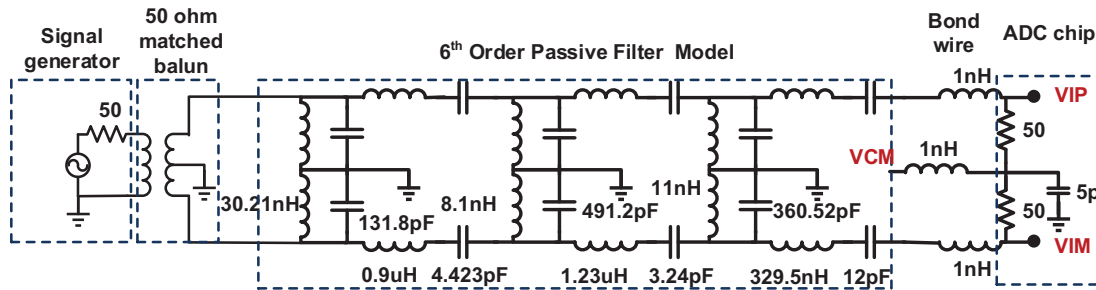 Signal generator
50 ohm matched balun
6th Order Passive Filter Model
Bond wire
ADC chip
1nH
VIP
50
50
VCM
1nH
5p
30.21nH
131.8pF
8.1nH
491.2pF
11nH
360.52pF
50
VIM
0.9uH
4.423pF
1.23uH
3.24pF
329.5nH
12pF
1nH